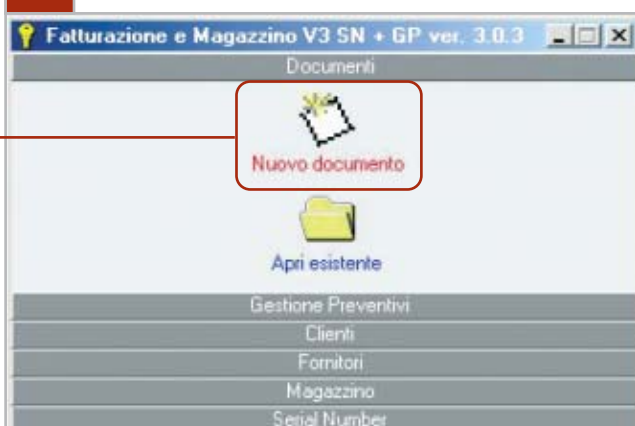 Fatturazione e Magazzino V3 SN + GP ver. 3.0.3
Documenti
Nuovo documento
Apri esistente
Gestione Preventivi
Clienti
Fornitori
Magazzino
Serial Number